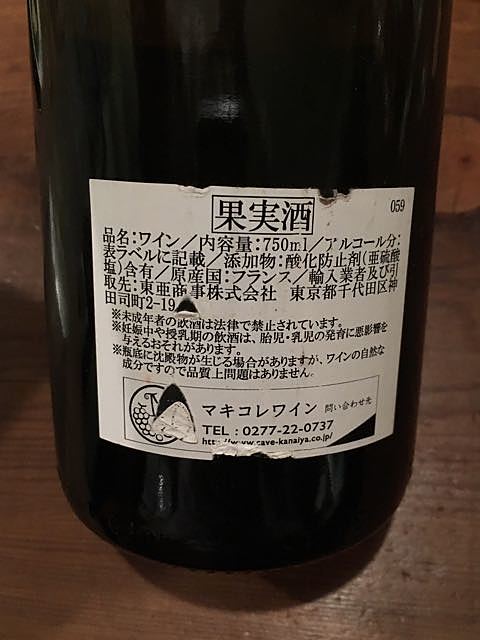 果実酒
059
品名:ワイン／内容量:750ml／アルコール分:
表ラベルに記載／添加物:酸化防止剤(亜硫酸
塩)含有／原産国:フランス／輸入業者及び引
取先:東亜商事株式会社 東京都千代田区神
田司町2-19
※未成年者の飲酒は法律で禁止されています。
※妊娠中や授乳期の飲酒は、胎児・乳児の発育に悪影響を
与えるおそれがあります。
※瓶底に沈殿物が生じる場合がありますが、ワインの自然な
成分ですので品質上問題はありません。
マキコレワイン 問い合わせ先
TEL:0277-22-0737
http://www.cave-kanaiya.co.jp/